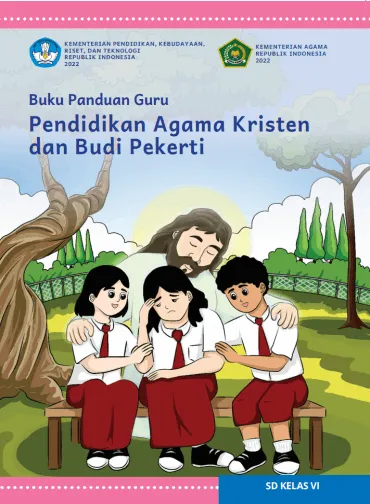 KEMENTERIAN PENDIDIKAN, KEBUDAYAAN,
RISET, DAN TEKNOLOGI
REPUBLIK INDONESIA
2022
KEMENTERIAN AGAMA
REPUBLIK INDONESIA
2022
Buku Panduan Guru
Pendidikan Agama Kristen
dan Budi Pekerti
SD KELAS VI